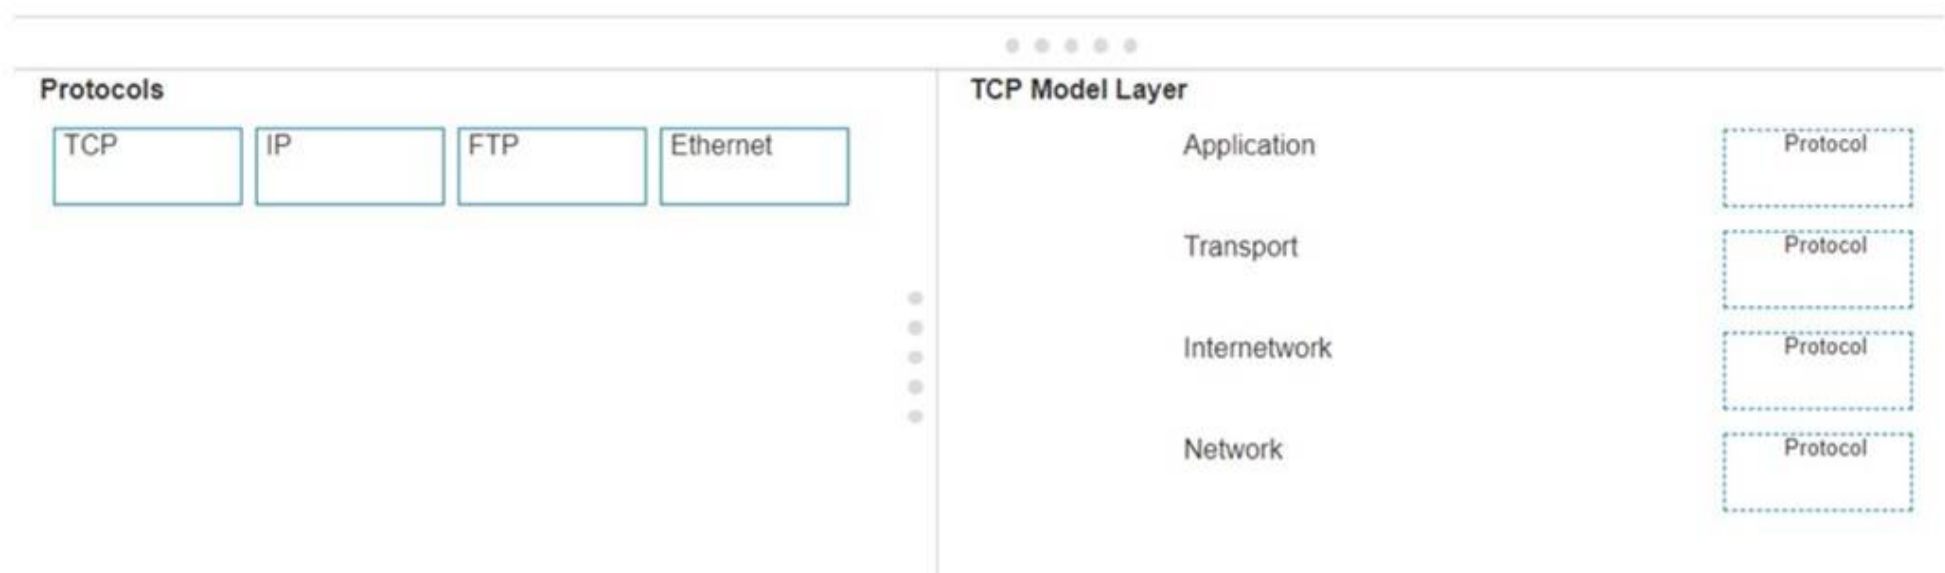 Protocols
TCP IP FTP Ethernet
TCP Model Layer
Application Protocol
Transport Protocol
Internetwork Protocol
Network Protocol